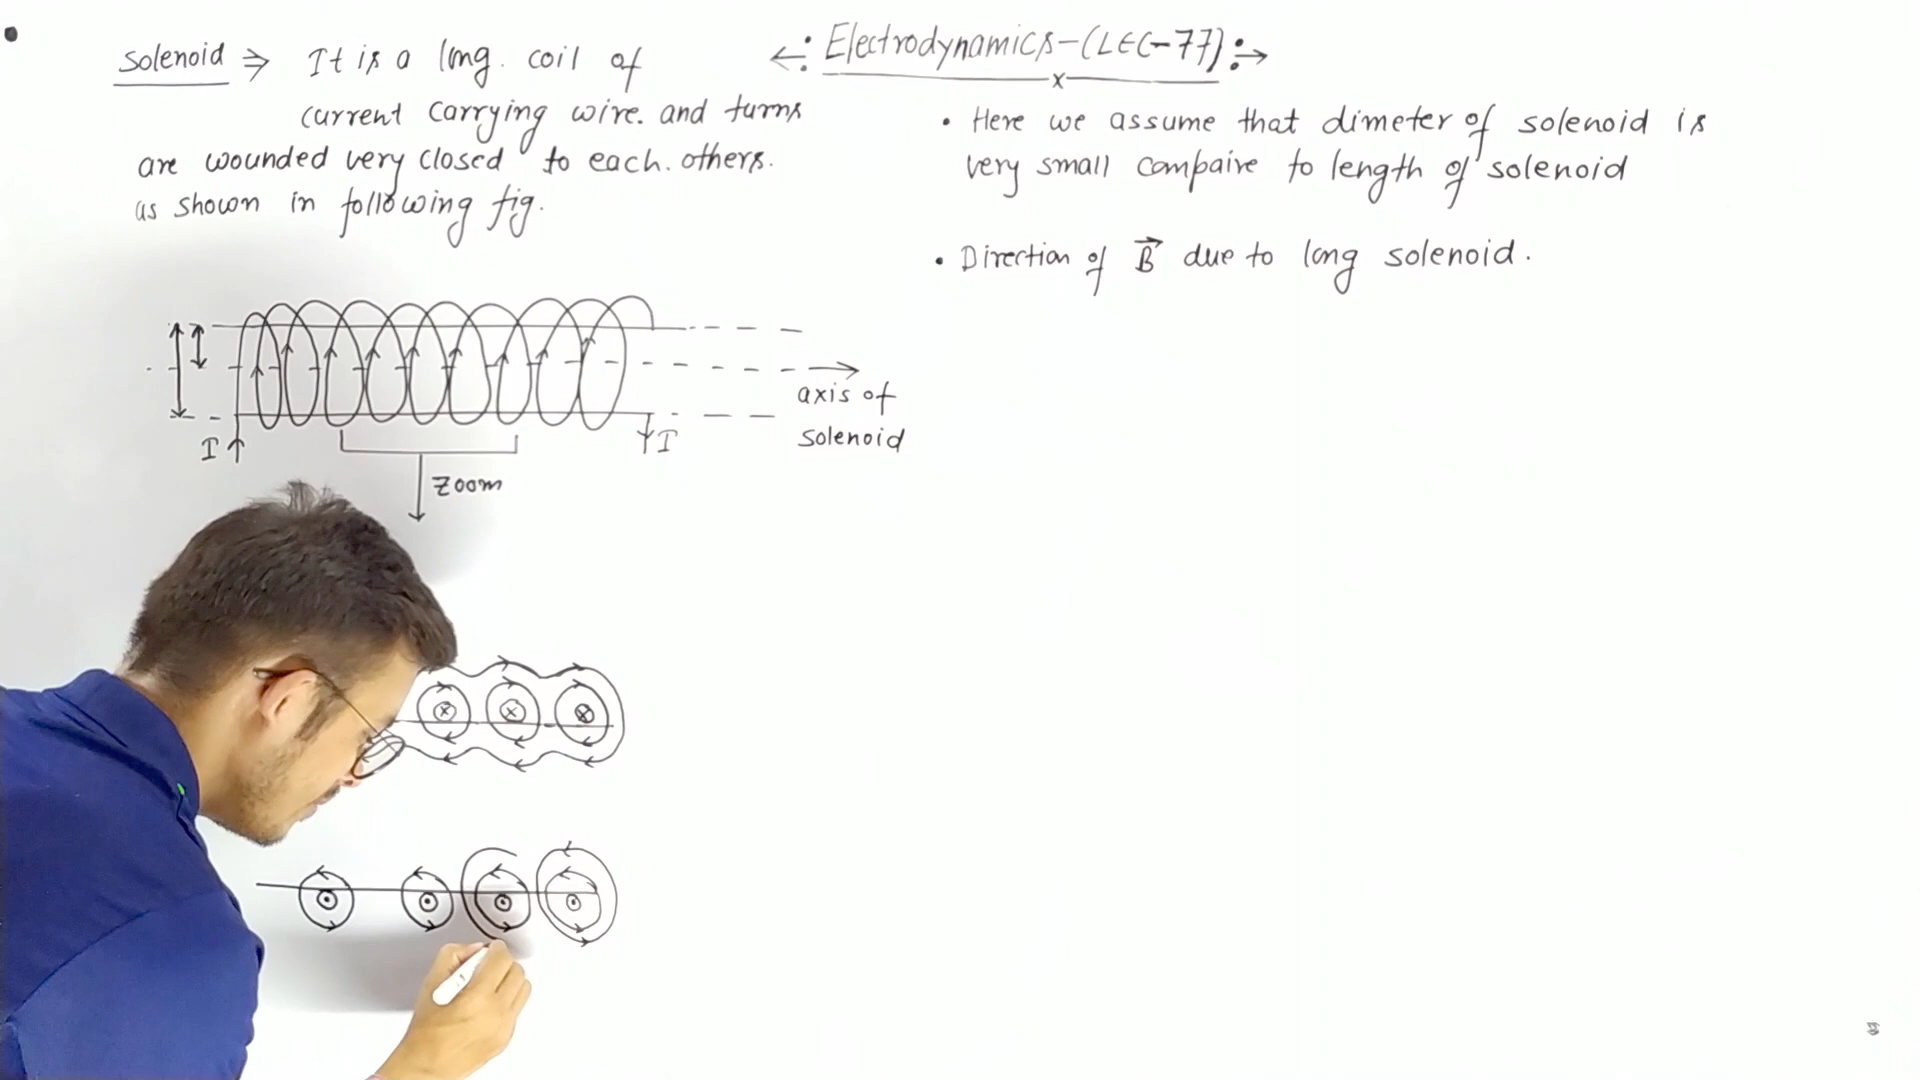 ←: Electrodynamics-(LEC-77) :→
x
Solenoid ⇒ It is a long. coil of
current carrying wire. and turns
are wounded very closed to each. others.
as shown in following fig.
axis of
solenoid
I
I
Zoom
• Here we assume that dimeter of solenoid is
very small compaire to length of solenoid
• Direction of B⃗ due to long solenoid.